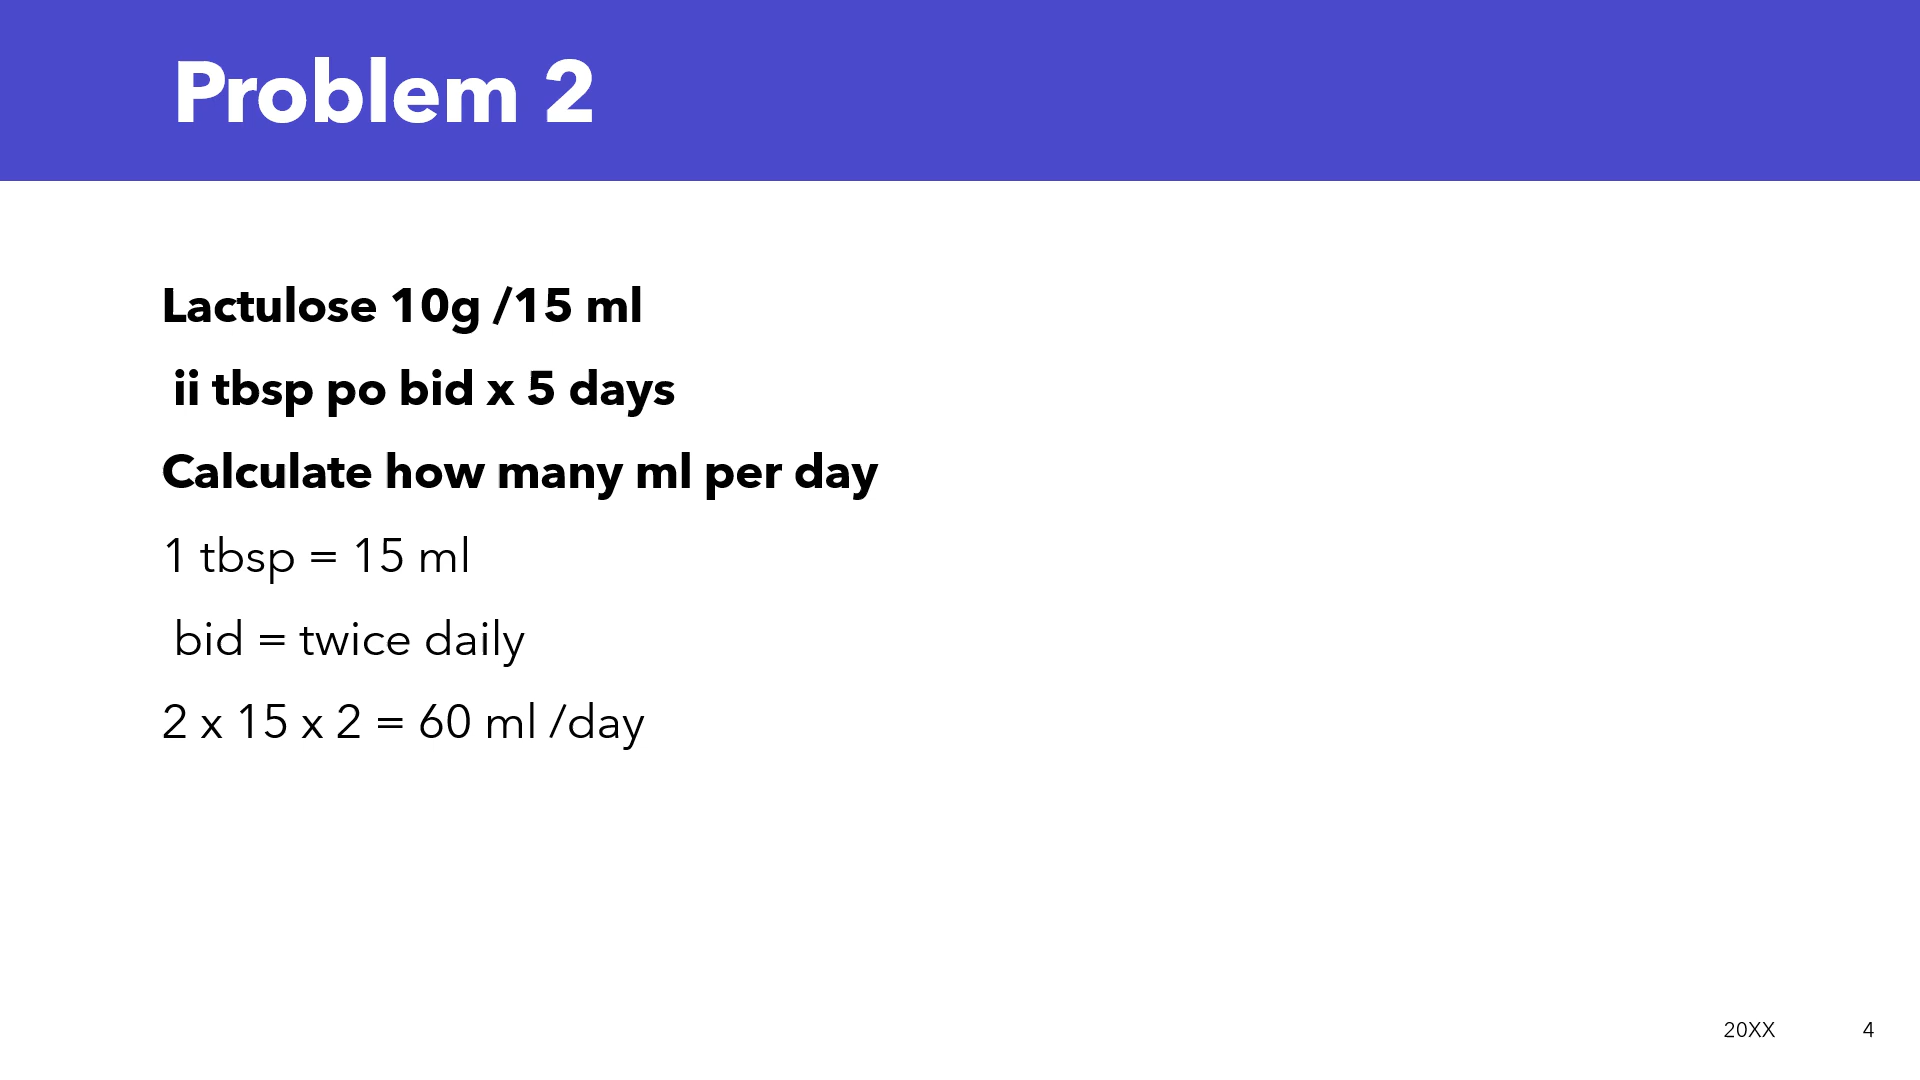 Problem 2
Lactulose 10g /15 ml
ii tbsp po bid x 5 days
Calculate how many ml per day
1 tbsp = 15 ml
bid = twice daily
2 x 15 x 2 = 60 ml /day
20XX 4